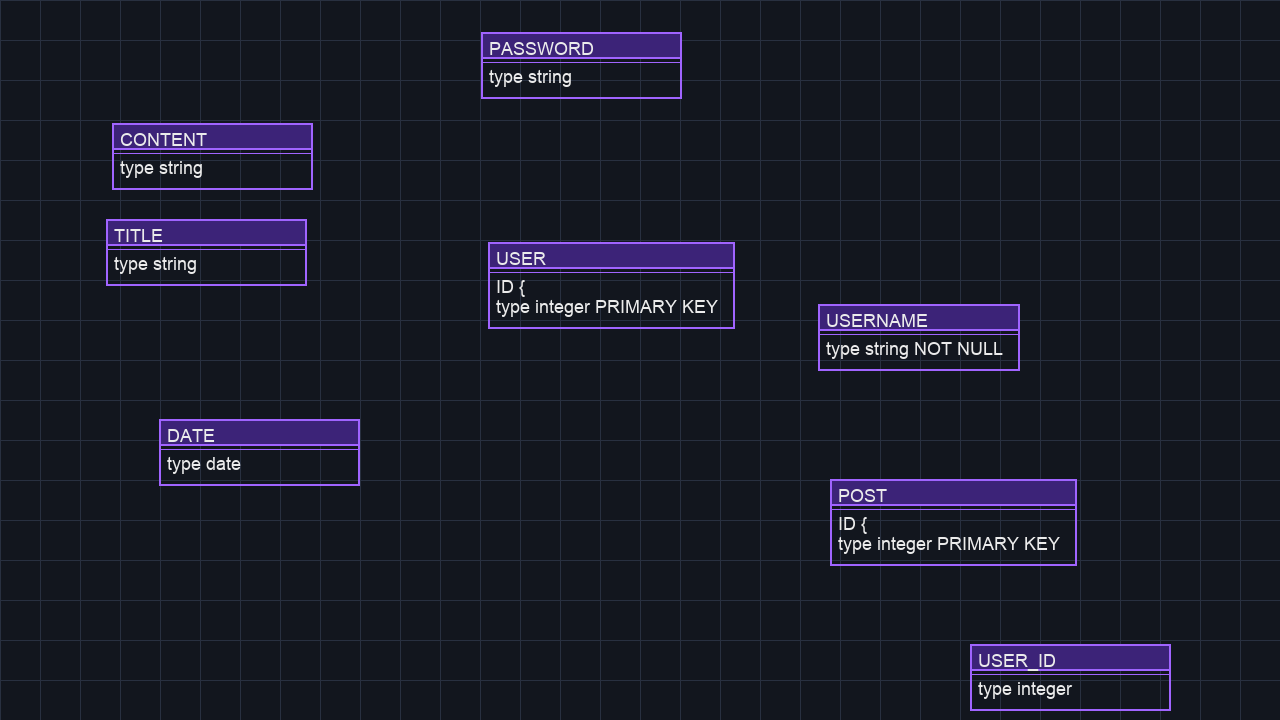 PASSWORD
type string
CONTENT
type string
TITLE
type string
USER
ID {
type integer PRIMARY KEY
USERNAME
type string NOT NULL
DATE
type date
POST
ID {
type integer PRIMARY KEY
USER_ID
type integer